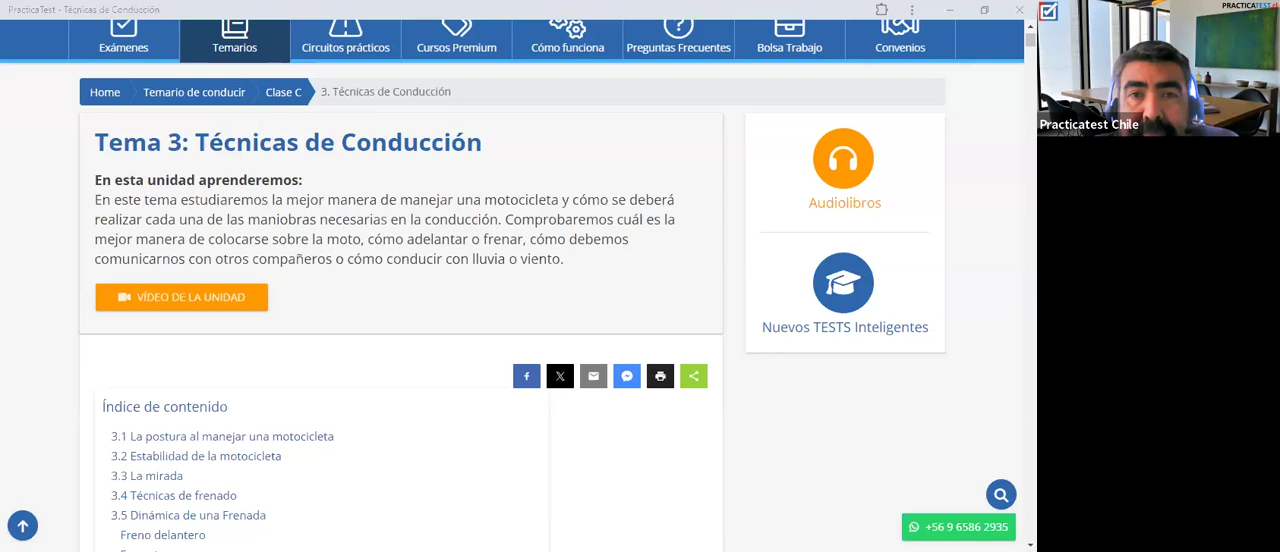 PracticaTest - Técnicas de Conducción
Exámenes
Temarios
Circuitos prácticos
Cursos Premium
Cómo funciona
Preguntas Frecuentes
Bolsa Trabajo
Convenios
PRACTICATEST.cl
Practicatest Chile
Home
Temario de conducir
Clase C
3. Técnicas de Conducción
Tema 3: Técnicas de Conducción
En esta unidad aprenderemos:
En este tema estudiaremos la mejor manera de manejar una motocicleta y cómo se deberá
realizar cada una de las maniobras necesarias en la conducción. Comprobaremos cuál es la
mejor manera de colocarse sobre la moto, cómo adelantar o frenar, cómo debemos
comunicarnos con otros compañeros o cómo conducir con lluvia o viento.
VÍDEO DE LA UNIDAD
Audiolibros
Nuevos TESTS Inteligentes
Índice de contenido
3.1 La postura al manejar una motocicleta
3.2 Estabilidad de la motocicleta
3.3 La mirada
3.4 Técnicas de frenado
3.5 Dinámica de una Frenada
Freno delantero
+56 9 6586 2935